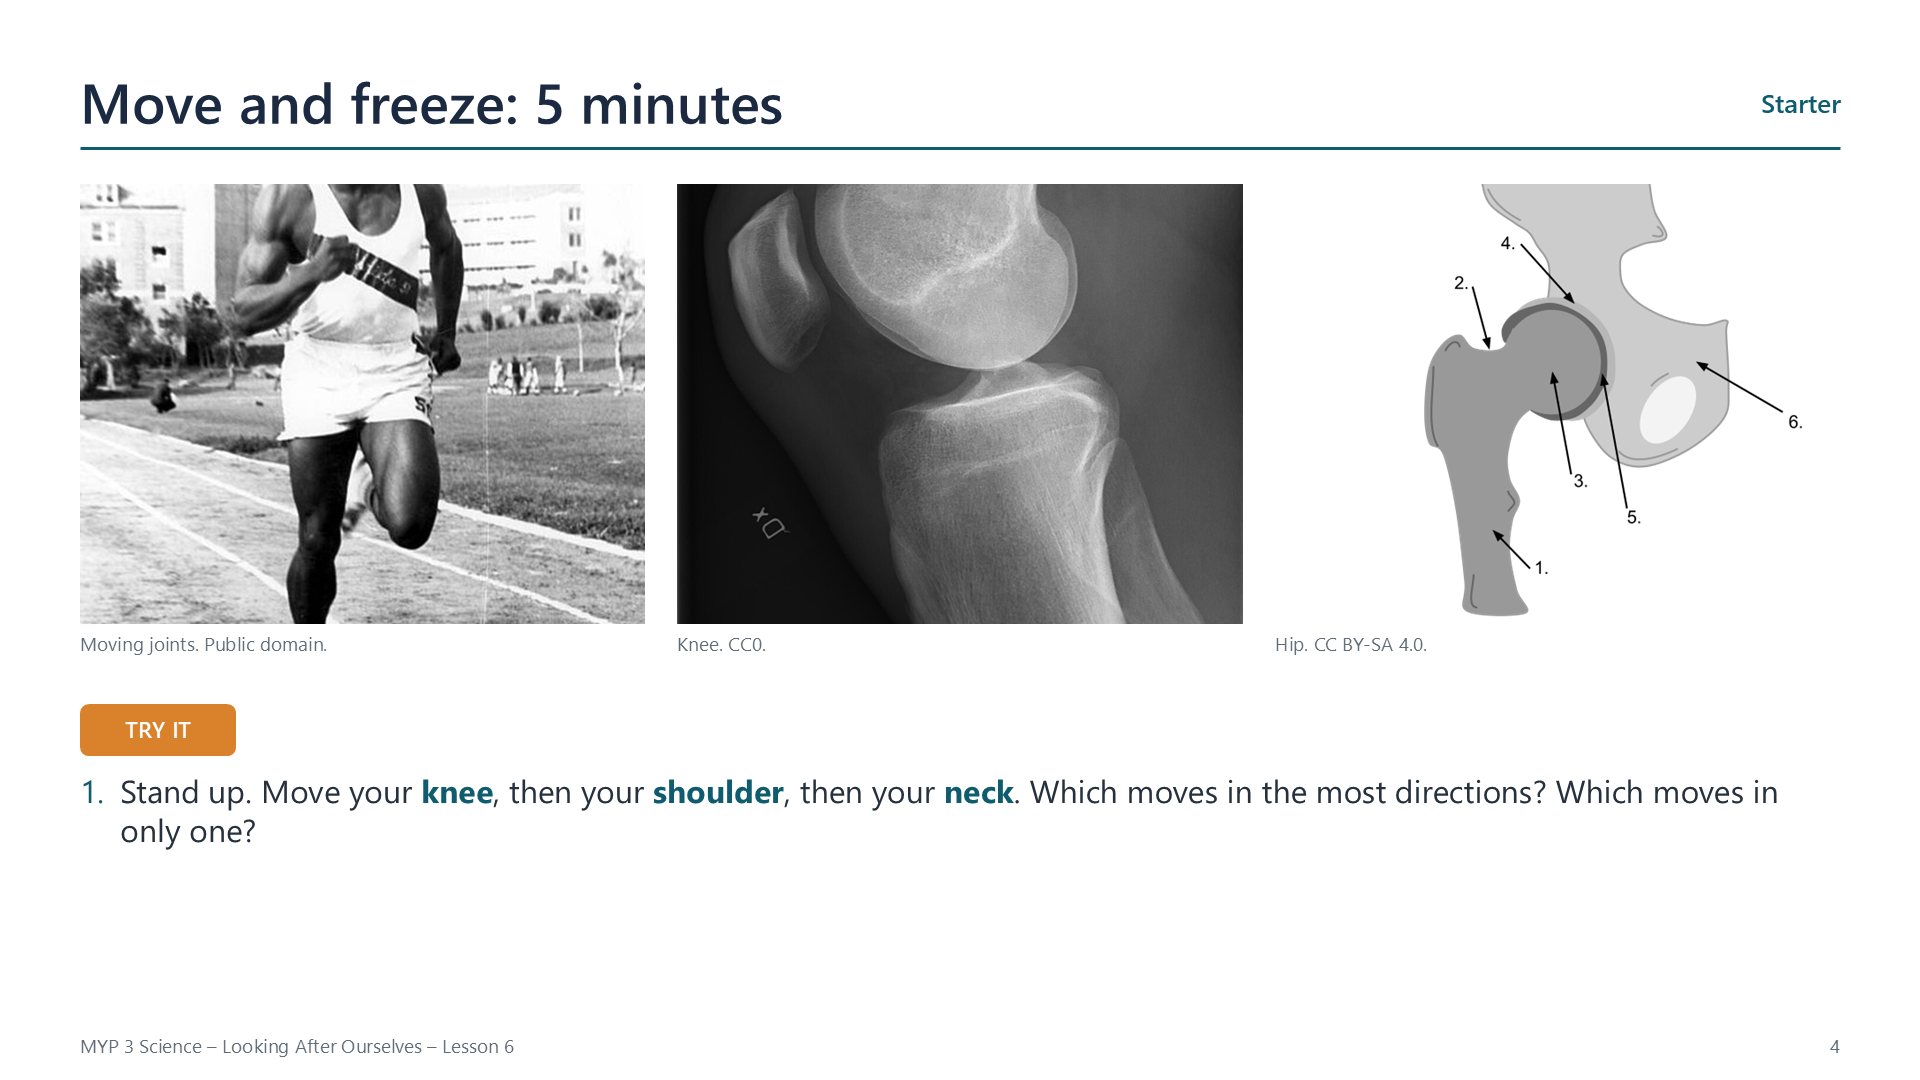 Move and freeze: 5 minutes
Starter
4.
2.
6.
3.
5.
1.
Moving joints. Public domain.
Knee. CC0.
Hip. CC BY-SA 4.0.
TRY IT
1. Stand up. Move your knee, then your shoulder, then your neck. Which moves in the most directions? Which moves in
only one?
MYP 3 Science – Looking After Ourselves – Lesson 6
4